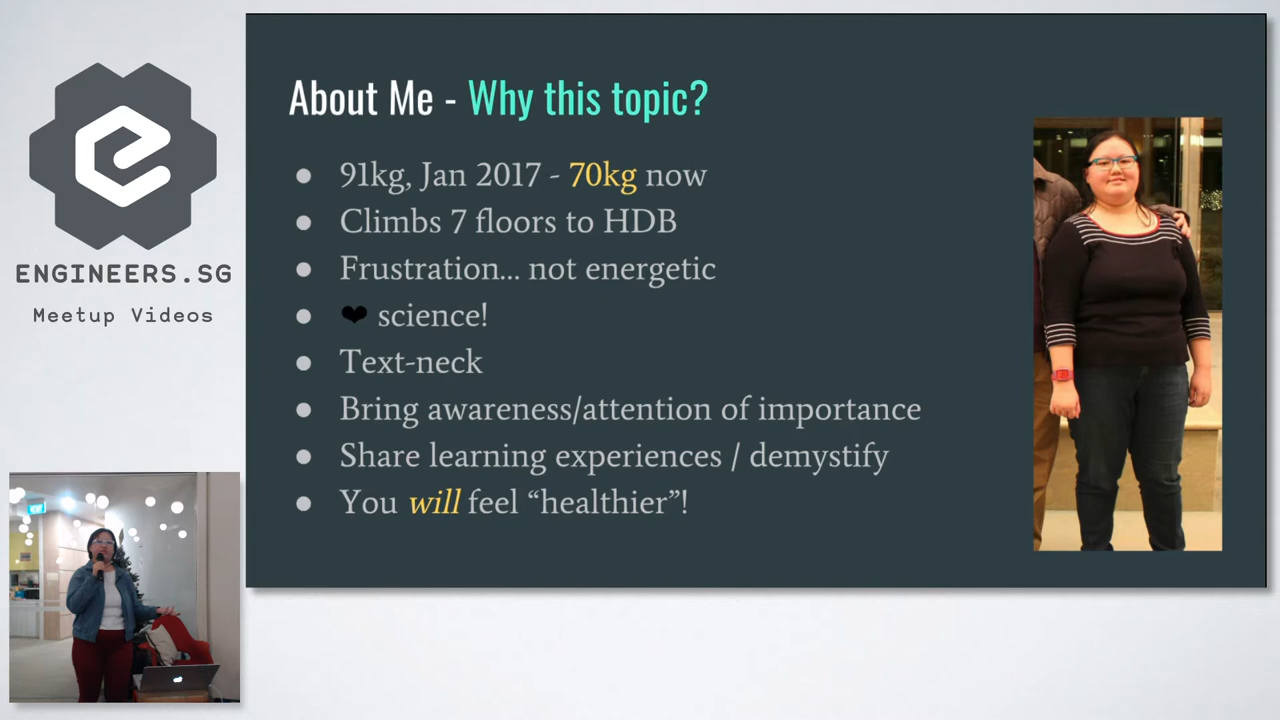 ENGINEERS.SG
Meetup Videos
About Me - Why this topic?
● 91kg, Jan 2017 - 70kg now
● Climbs 7 floors to HDB
● Frustration... not energetic
● ❤ science!
● Text-neck
● Bring awareness/attention of importance
● Share learning experiences / demystify
● You will feel “healthier”!